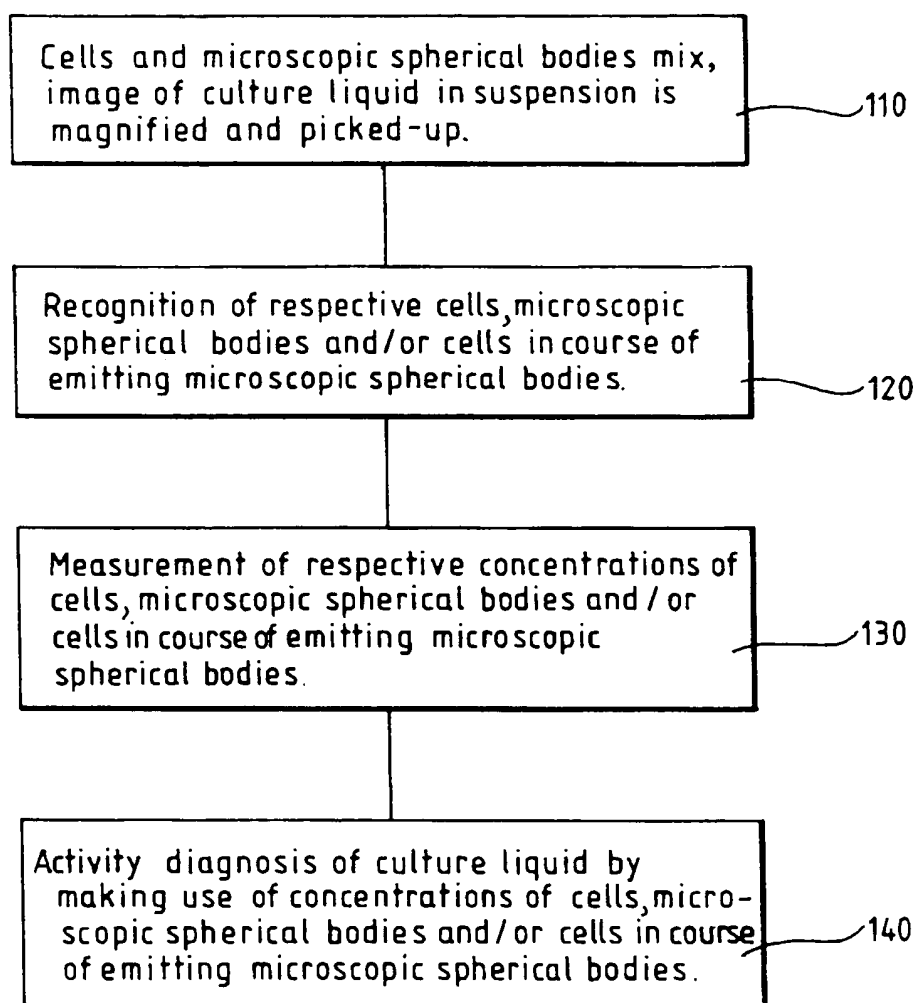 Cells and microscopic spherical bodies mix,
image of culture liquid in suspension is
magnified and picked-up.
110
Recognition of respective cells, microscopic
spherical bodies and/or cells in course of
emitting microscopic spherical bodies.
120
Measurement of respective concentrations of
cells, microscopic spherical bodies and/or
cells in course of emitting microscopic
spherical bodies.
130
Activity diagnosis of culture liquid by
making use of concentrations of cells, micro-
scopic spherical bodies and/or cells in course
of emitting microscopic spherical bodies.
140